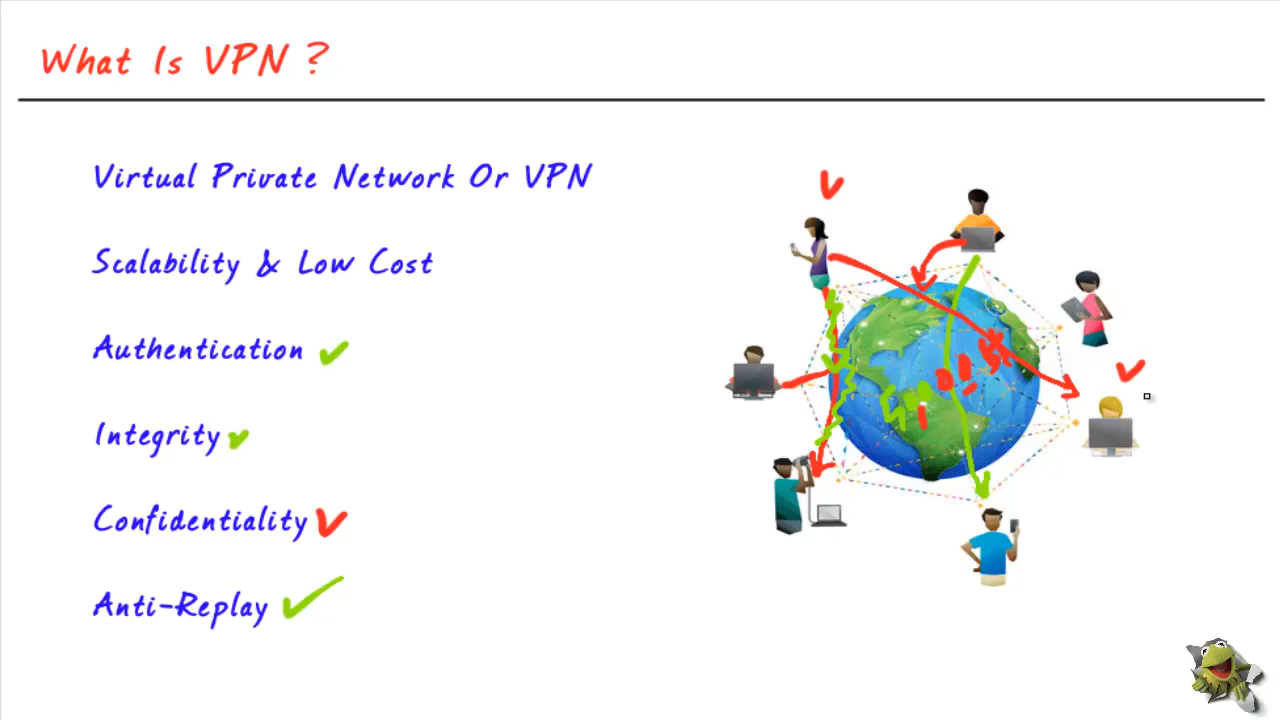 What Is VPN ?
Virtual Private Network Or VPN
Scalability & Low Cost
Authentication
Integrity
Confidentiality
Anti-Replay